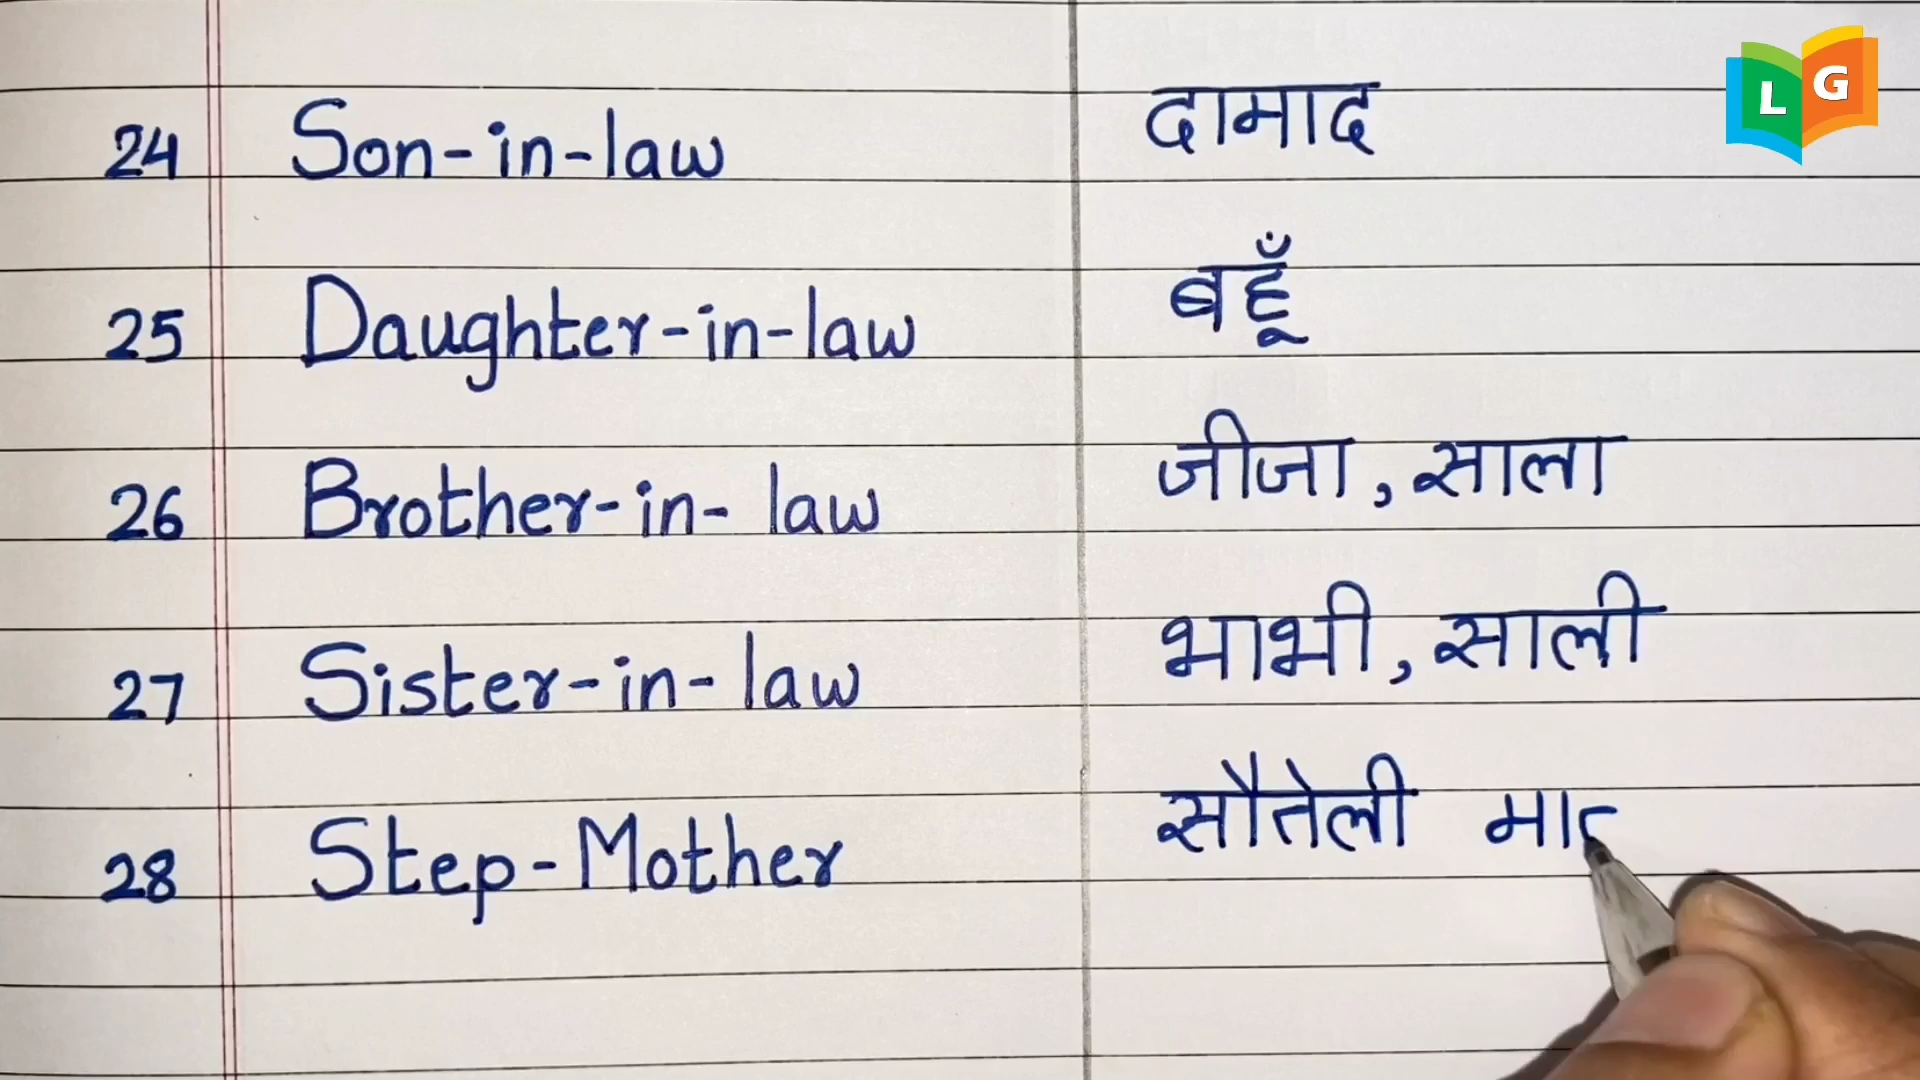 L G
24 Son-in-law दामाद
25 Daughter-in-law बहूँ
26 Brother-in-law जीजा, साला
27 Sister-in-law भाभी, साली
28 Step-Mother सौतेली